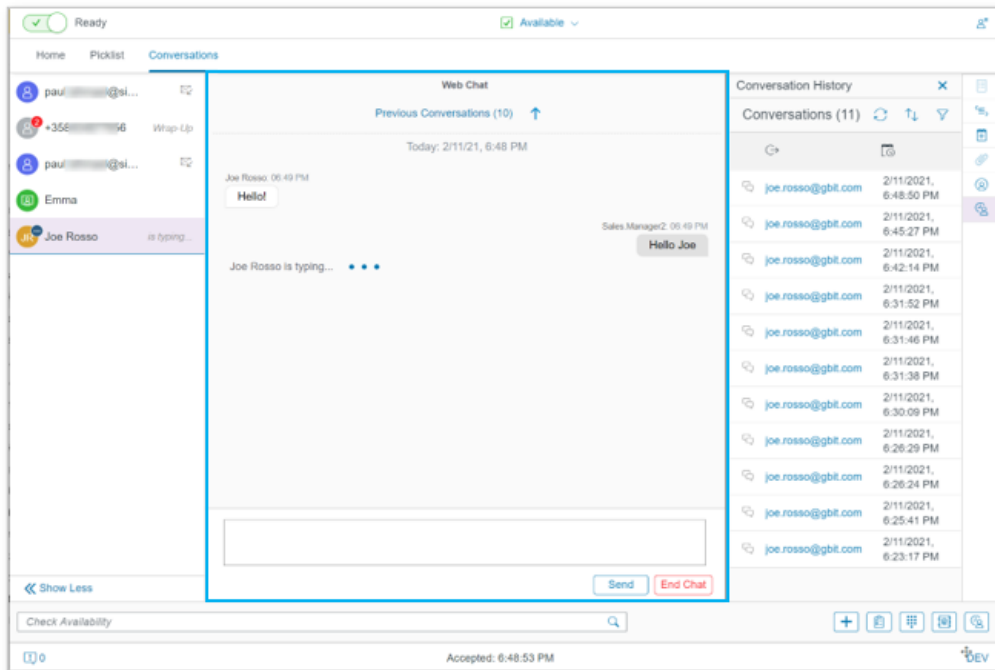 Ready
Available
Home Picklist Conversations
pau @si...
+358 56 Wrap-Up
2
pau @si...
Emma
JR Joe Rosso is typing...
Show Less
Web Chat
Previous Conversations (10)
Today: 2/11/21, 6:48 PM
Joe Rosso: 06:49 PM
Hello!
Sales.Manager2: 06:49 PM
Hello Joe
Joe Rosso is typing...
Send End Chat
Conversation History
Conversations (11)
joe.rosso@gbit.com 2/11/2021,
6:48:50 PM
joe.rosso@gbit.com 2/11/2021,
6:45:27 PM
joe.rosso@gbit.com 2/11/2021,
6:42:14 PM
joe.rosso@gbit.com 2/11/2021,
6:31:52 PM
joe.rosso@gbit.com 2/11/2021,
6:31:46 PM
joe.rosso@gbit.com 2/11/2021,
6:31:38 PM
joe.rosso@gbit.com 2/11/2021,
6:30:09 PM
joe.rosso@gbit.com 2/11/2021,
6:26:29 PM
joe.rosso@gbit.com 2/11/2021,
6:26:24 PM
joe.rosso@gbit.com 2/11/2021,
6:25:41 PM
joe.rosso@gbit.com 2/11/2021,
6:23:17 PM
Check Availability
0
Accepted: 6:48:53 PM
DEV